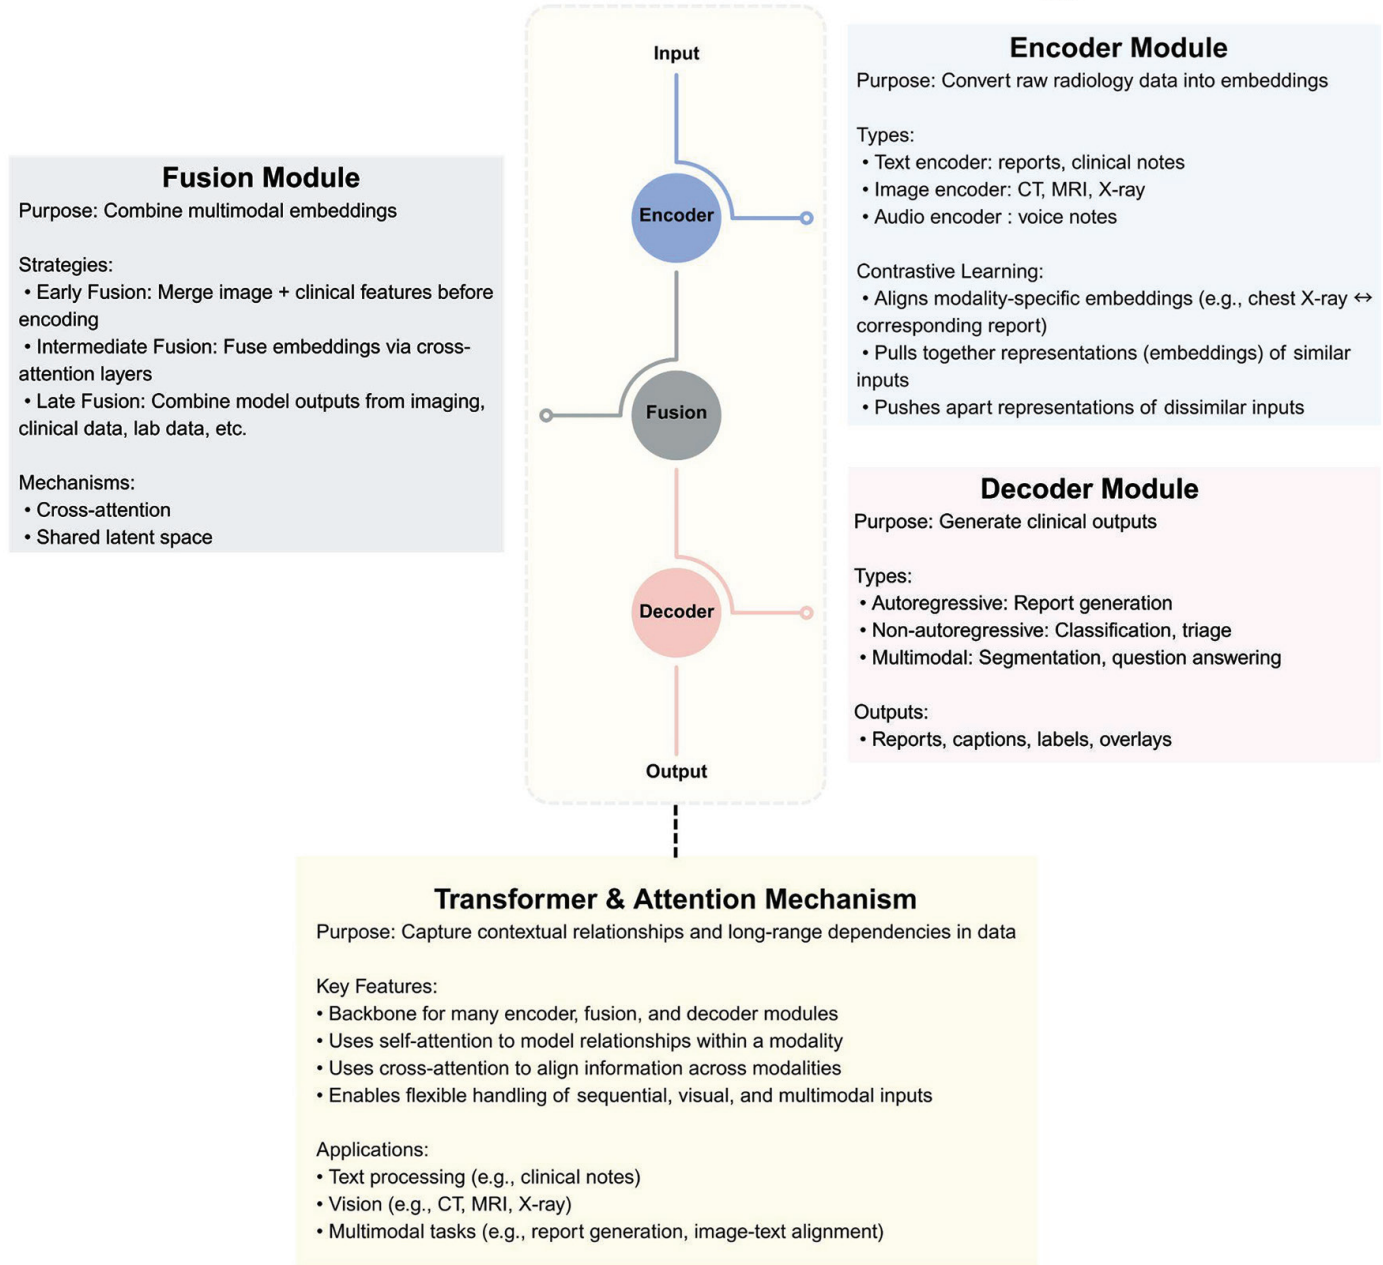 Input
Encoder
Fusion
Decoder
Output
Encoder Module
Purpose: Convert raw radiology data into embeddings
Types:
• Text encoder: reports, clinical notes
• Image encoder: CT, MRI, X-ray
• Audio encoder : voice notes
Contrastive Learning:
• Aligns modality-specific embeddings (e.g., chest X-ray ↔
corresponding report)
• Pulls together representations (embeddings) of similar
inputs
• Pushes apart representations of dissimilar inputs
Fusion Module
Purpose: Combine multimodal embeddings
Strategies:
• Early Fusion: Merge image + clinical features before
encoding
• Intermediate Fusion: Fuse embeddings via cross-
attention layers
• Late Fusion: Combine model outputs from imaging,
clinical data, lab data, etc.
Mechanisms:
• Cross-attention
• Shared latent space
Decoder Module
Purpose: Generate clinical outputs
Types:
• Autoregressive: Report generation
• Non-autoregressive: Classification, triage
• Multimodal: Segmentation, question answering
Outputs:
• Reports, captions, labels, overlays
Transformer & Attention Mechanism
Purpose: Capture contextual relationships and long-range dependencies in data
Key Features:
• Backbone for many encoder, fusion, and decoder modules
• Uses self-attention to model relationships within a modality
• Uses cross-attention to align information across modalities
• Enables flexible handling of sequential, visual, and multimodal inputs
Applications:
• Text processing (e.g., clinical notes)
• Vision (e.g., CT, MRI, X-ray)
• Multimodal tasks (e.g., report generation, image-text alignment)